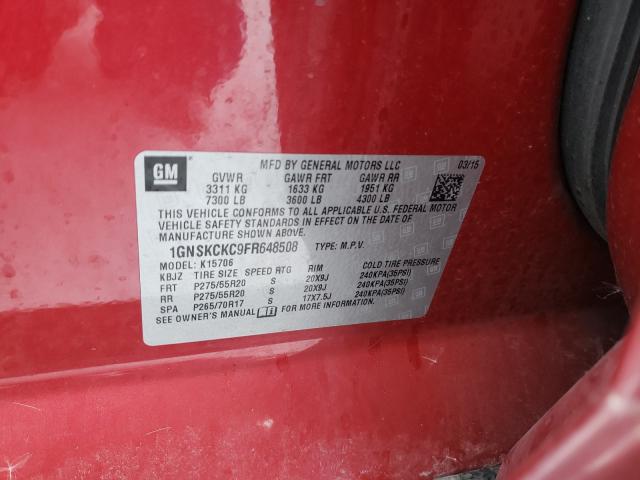 GM
MFD BY GENERAL MOTORS LLC 03/15
GVWR GAWR FRT GAWR RR
3311 KG 1633 KG 1951 KG
7300 LB 3600 LB 4300 LB
THIS VEHICLE CONFORMS TO ALL APPLICABLE U.S. FEDERAL MOTOR
VEHICLE SAFETY STANDARDS IN EFFECT ON THE DATE OF
MANUFACTURE SHOWN ABOVE.
1GNSKCKC9FR648508 TYPE: M.P.V.
MODEL: K15706
KBJZ TIRE SIZE SPEED RTG RIM COLD TIRE PRESSURE
FRT P275/55R20 S 20X9J 240KPA(35PSI)
RR P275/55R20 S 20X9J 240KPA(35PSI)
SPA P265/70R17 S 17X7.5J 240KPA(35PSI)
SEE OWNER'S MANUAL FOR MORE INFORMATION